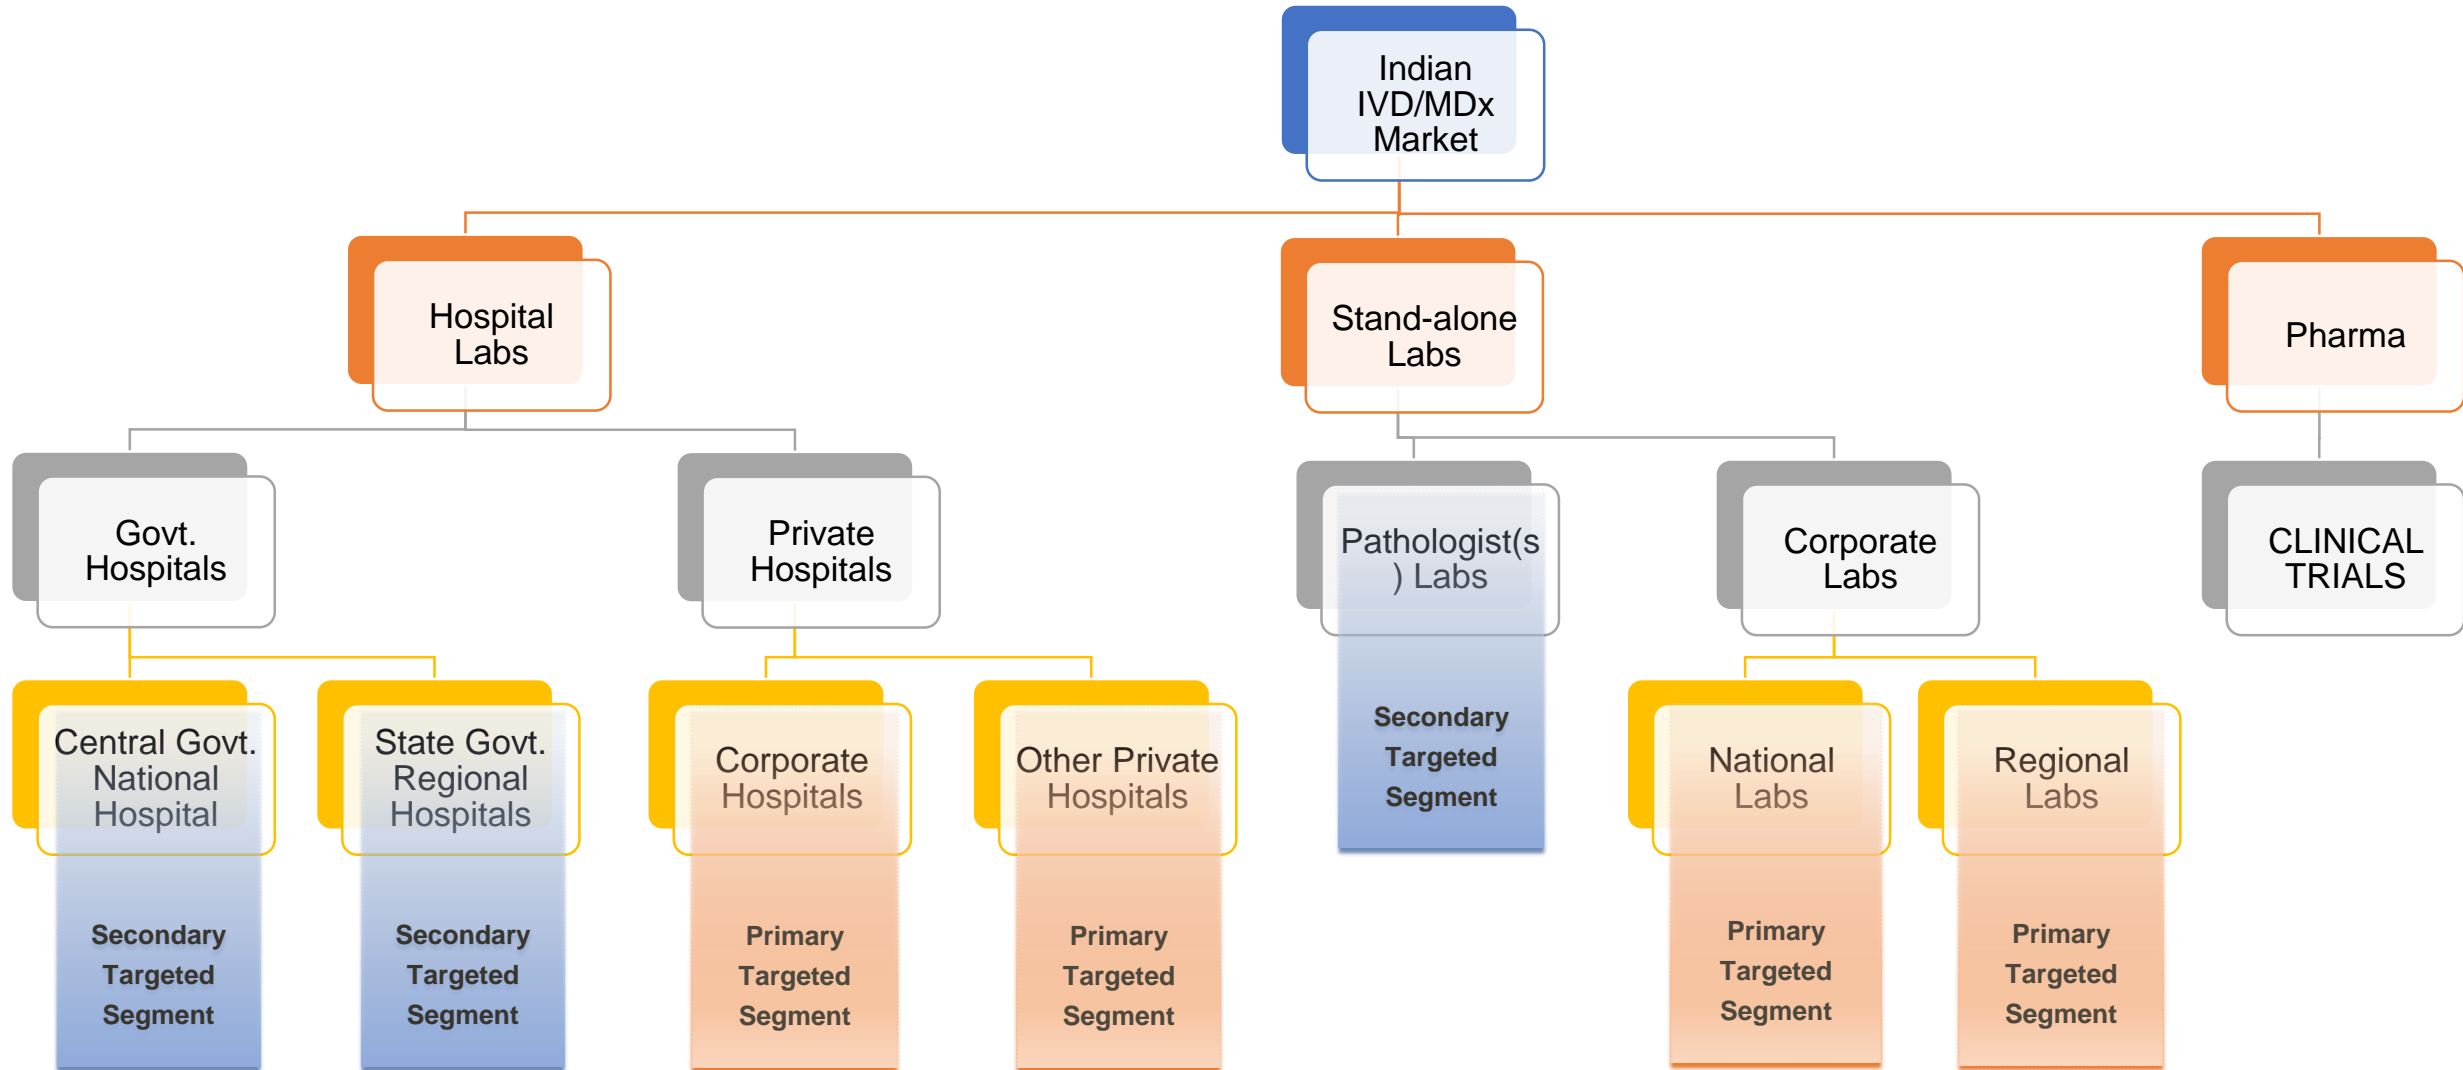 Indian
IVD/MDx
Market
Hospital
Labs
Stand-alone
Labs
Pharma
Govt.
Hospitals
Private
Hospitals
Pathologist(s
) Labs
Corporate
Labs
CLINICAL
TRIALS
Central Govt.
National
Hospital
State Govt.
Regional
Hospitals
Corporate
Hospitals
Other Private
Hospitals
Secondary
Targeted
Segment
National
Labs
Regional
Labs
Secondary
Targeted
Segment
Secondary
Targeted
Segment
Primary
Targeted
Segment
Primary
Targeted
Segment
Primary
Targeted
Segment
Primary
Targeted
Segment